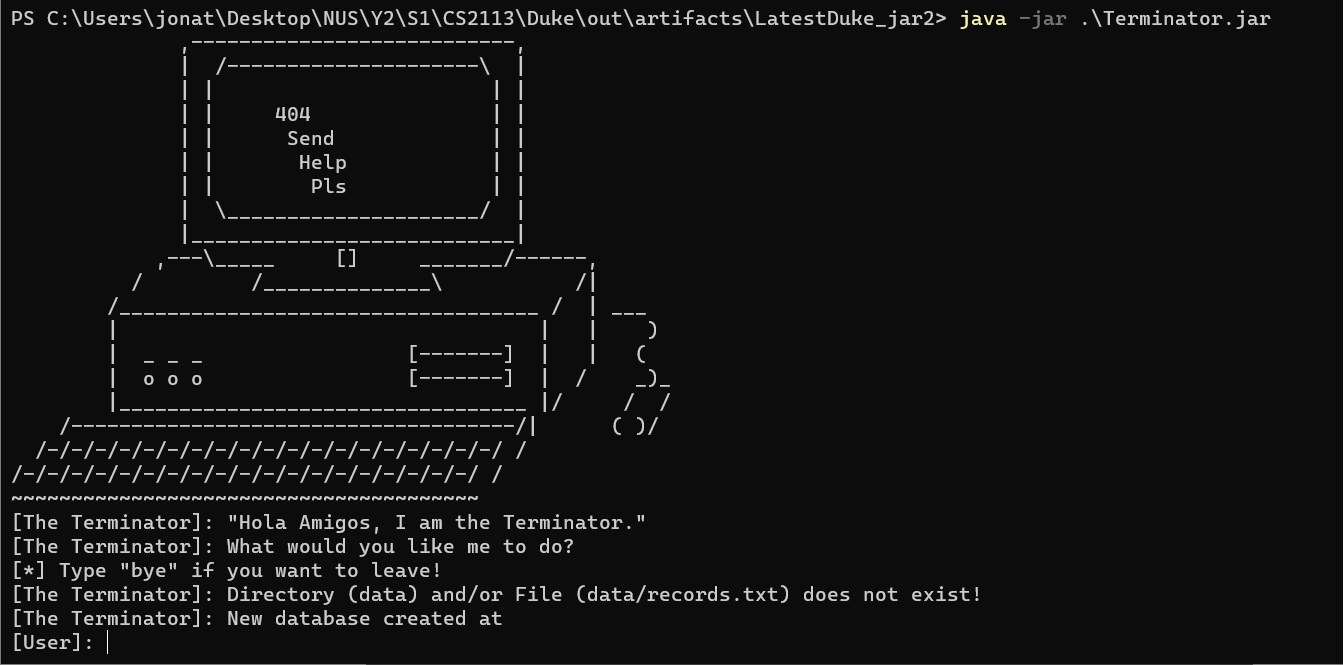 PS C:\Users\jonat\Desktop\NUS\Y2\S1\CS2113\Duke\out\artifacts\LatestDuke_jar2> java -jar .\Terminator.jar
404
Send
Help
Pls
[The Terminator]: "Hola Amigos, I am the Terminator."
[The Terminator]: What would you like me to do?
[*] Type "bye" if you want to leave!
[The Terminator]: Directory (data) and/or File (data/records.txt) does not exist!
[The Terminator]: New database created at
[User]: